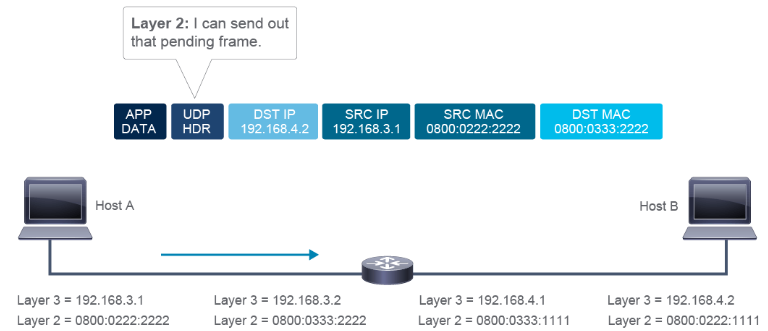 Layer 2: I can send out
that pending frame.
APP
DATA
UDP
HDR
DST IP
192.168.4.2
SRC IP
192.168.3.1
SRC MAC
0800:0222:2222
DST MAC
0800:0333:2222
Host A
Host B
Layer 3 = 192.168.3.1
Layer 2 = 0800:0222:2222
Layer 3 = 192.168.3.2
Layer 2 = 0800:0333:2222
Layer 3 = 192.168.4.1
Layer 2 = 0800:0333:1111
Layer 3 = 192.168.4.2
Layer 2 = 0800:0222:1111